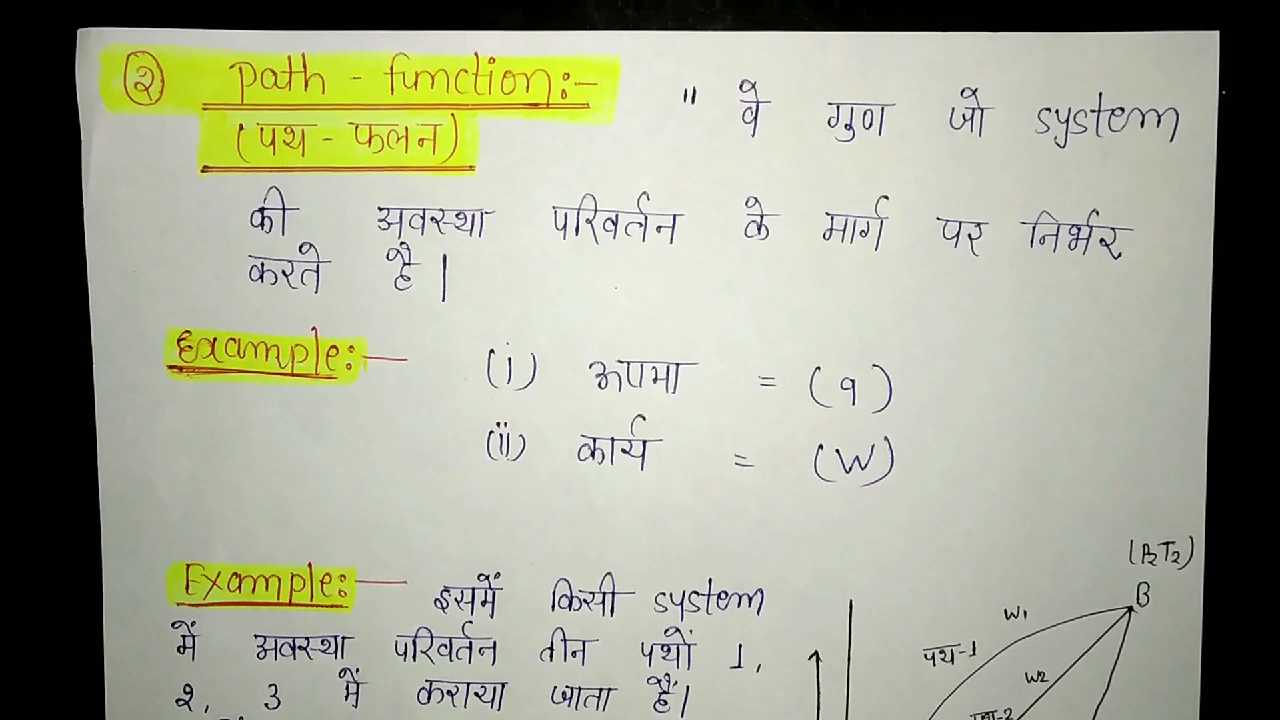 ② Path - function:- " वे गुण जो system
(पथ - फलन)
की अवस्था परिवर्तन के मार्ग पर निर्भर
करते है।
Example:— (i) ऊष्मा = (q)
(ii) कार्य = (W)
Example:— इसमें किसी system
में अवस्था परिवर्तन तीन पथों 1,
2, 3 में कराया जाता है।
(P₂T₂)
B
W₁
पथ-1
W₂